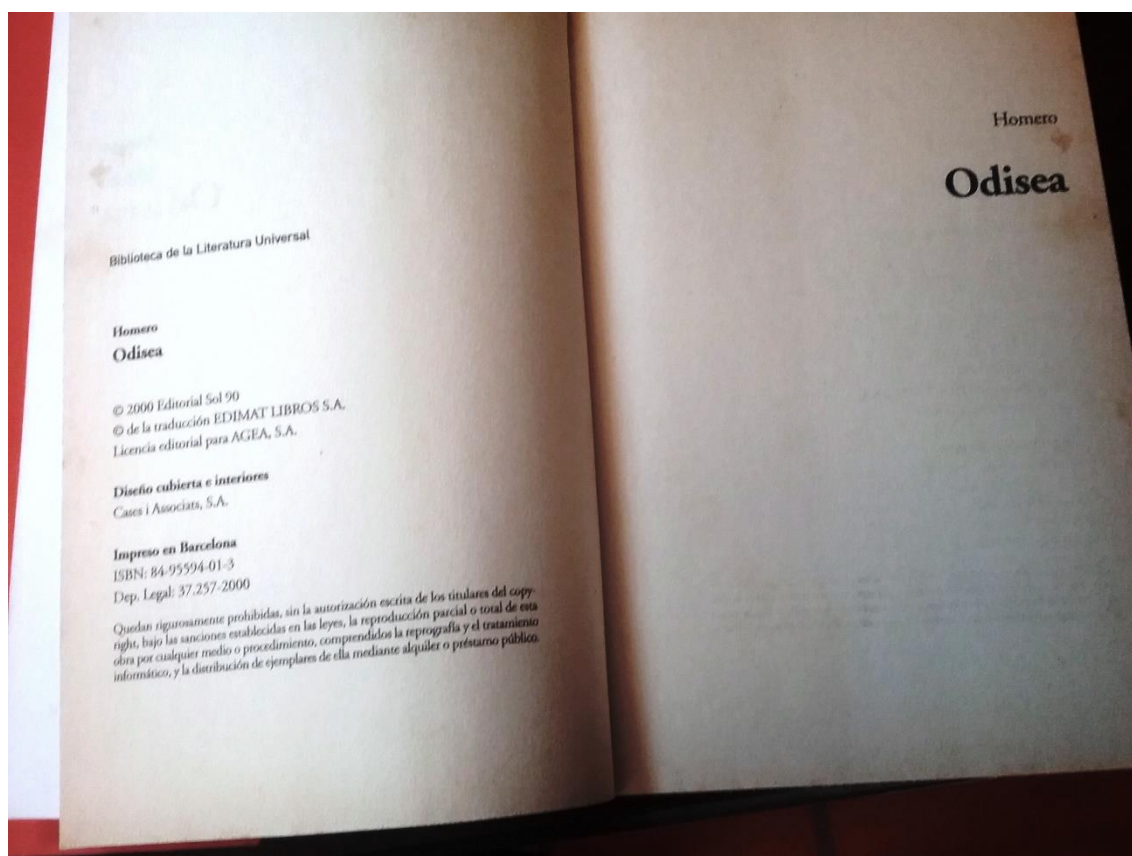 Biblioteca de la Literatura Universal
Homero
Odisea
© 2000 Editorial Sol 90
© de la traducción EDIMAT LIBROS S.A.
Licencia editorial para AGEA, S.A.
Diseño cubierta e interiores
Cases i Associats, S.A.
Impreso en Barcelona
ISBN: 84-95594-01-3
Dep. Legal: 37.257-2000
Quedan rigurosamente prohibidas, sin la autorización escrita de los titulares del copy-
right, bajo las sanciones establecidas en las leyes, la reproducción parcial o total de esta
obra por cualquier medio o procedimiento, comprendidos la reprografía y el tratamiento
informático, y la distribución de ejemplares de ella mediante alquiler o préstamo público.
Homero
Odisea